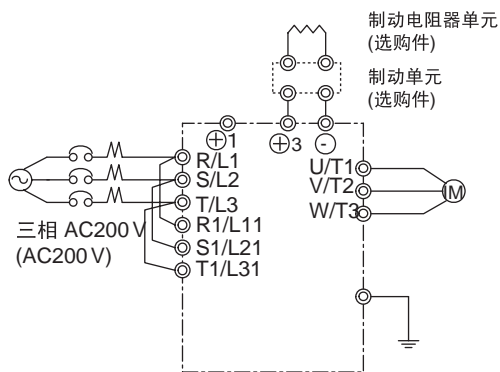 制动电阻器单元
(选购件)
制动单元
(选购件)
⊕1
⊕3
⊖
R/L1
S/L2
T/L3
R1/L11
S1/L21
T1/L31
U/T1
V/T2
W/T3
M
三相 AC200 V
(AC200 V)